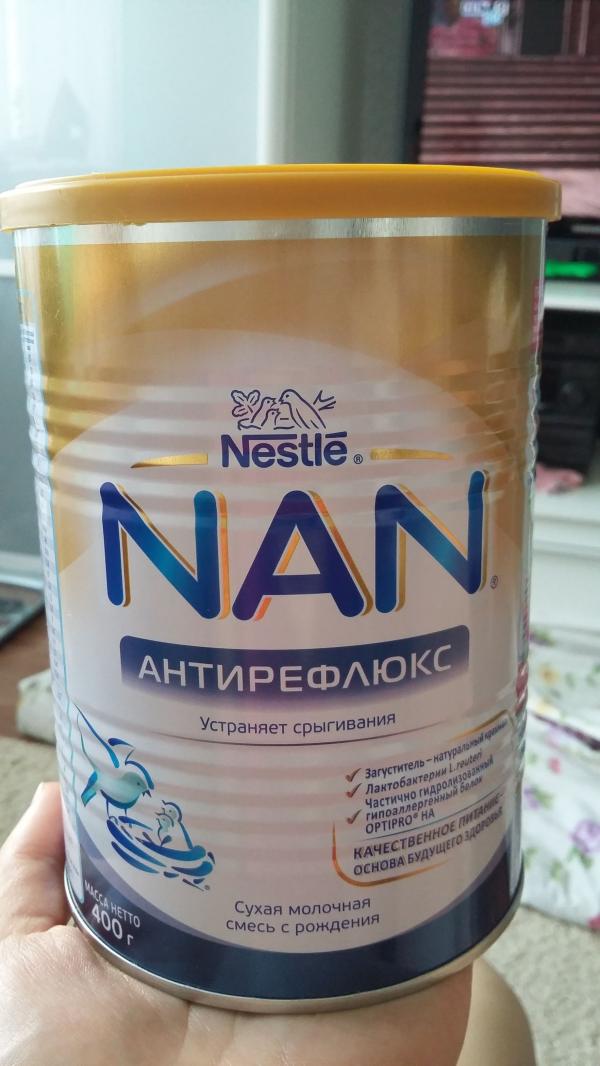 Nestlé®
NAN®
АНТИРЕФЛЮКС
Устраняет срыгивания
Загуститель – натуральный крахмал
Лактобактерии L.reuteri
Частично гидролизованный
гипоаллергенный белок
OPTIPRO® HA
КАЧЕСТВЕННОЕ ПИТАНИЕ –
ОСНОВА БУДУЩЕГО ЗДОРОВЬЯ
МАССА НЕТТО
400 г
Сухая молочная
смесь с рождения